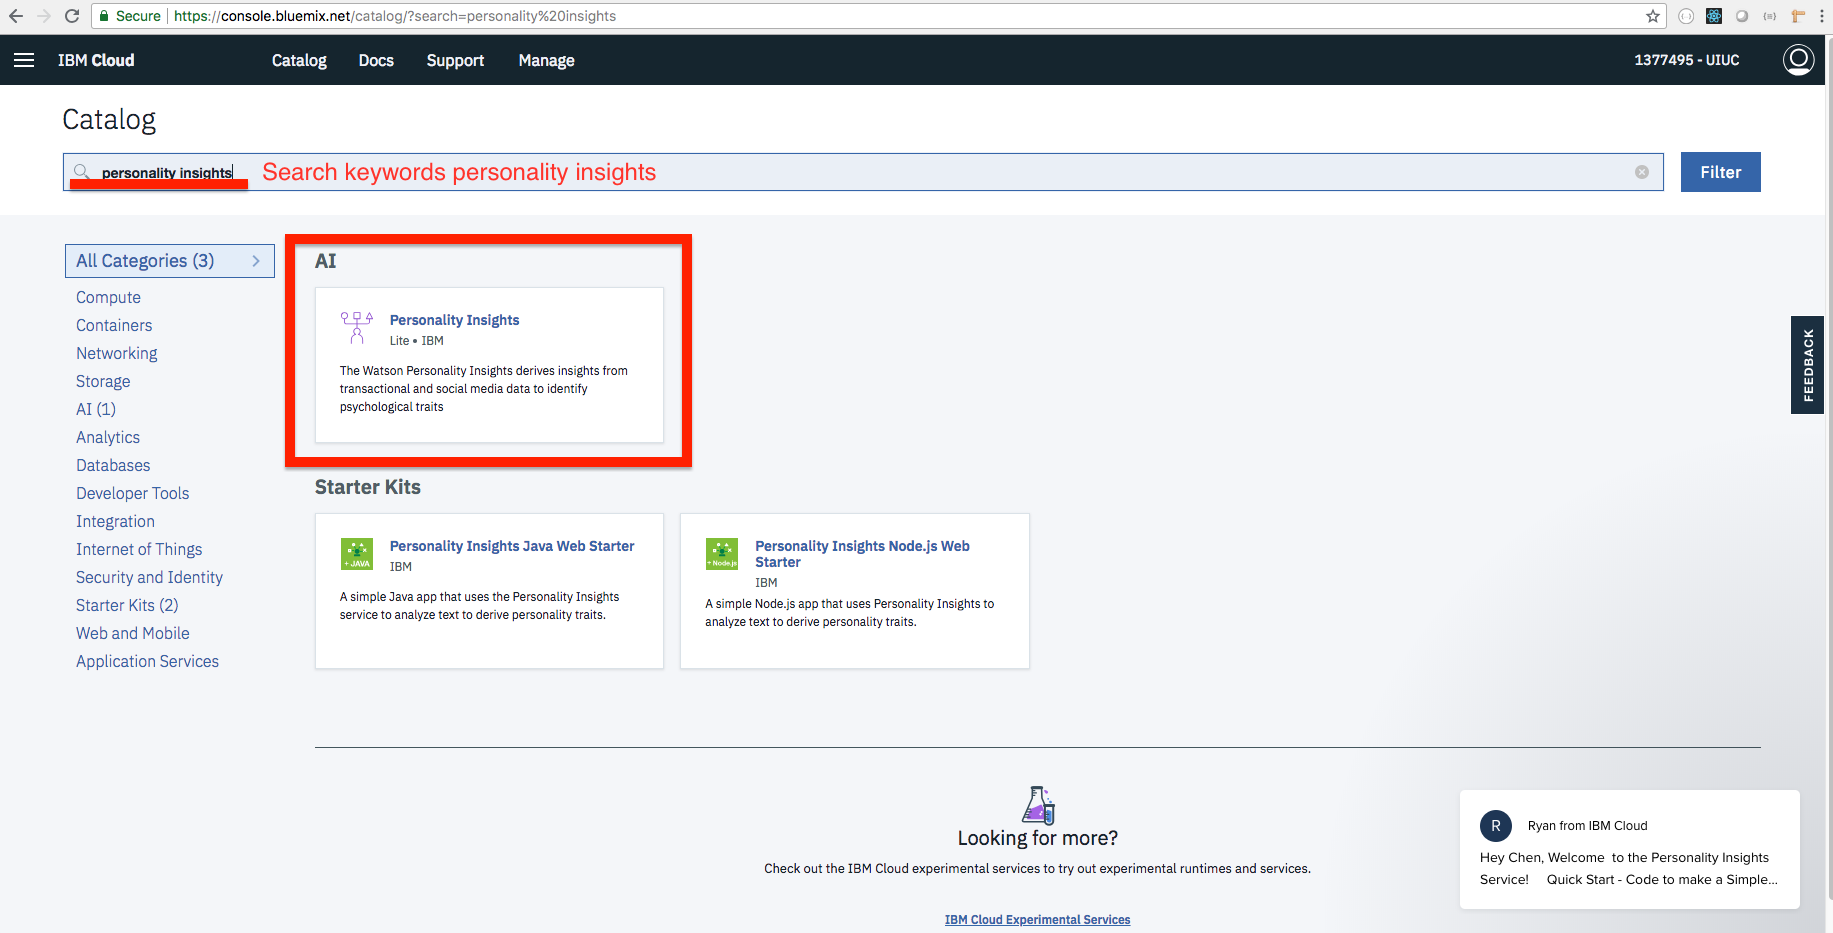 Secure https://console.bluemix.net/catalog/?search=personality%20insights
IBM Cloud Catalog Docs Support Manage 1377495 - UIUC
Catalog
personality insights Search keywords personality insights Filter
All Categories (3)
Compute
Containers
Networking
Storage
AI (1)
Analytics
Databases
Developer Tools
Integration
Internet of Things
Security and Identity
Starter Kits (2)
Web and Mobile
Application Services
AI
Personality Insights
Lite • IBM
The Watson Personality Insights derives insights from
transactional and social media data to identify
psychological traits
Starter Kits
+ JAVA
Personality Insights Java Web Starter
IBM
A simple Java app that uses the Personality Insights
service to analyze text to derive personality traits.
+ Node.js
Personality Insights Node.js Web
Starter
IBM
A simple Node.js app that uses Personality Insights to
analyze text to derive personality traits.
FEEDBACK
Looking for more?
Check out the IBM Cloud experimental services to try out experimental runtimes and services.
IBM Cloud Experimental Services
R Ryan from IBM Cloud
Hey Chen, Welcome to the Personality Insights
Service! Quick Start - Code to make a Simple...